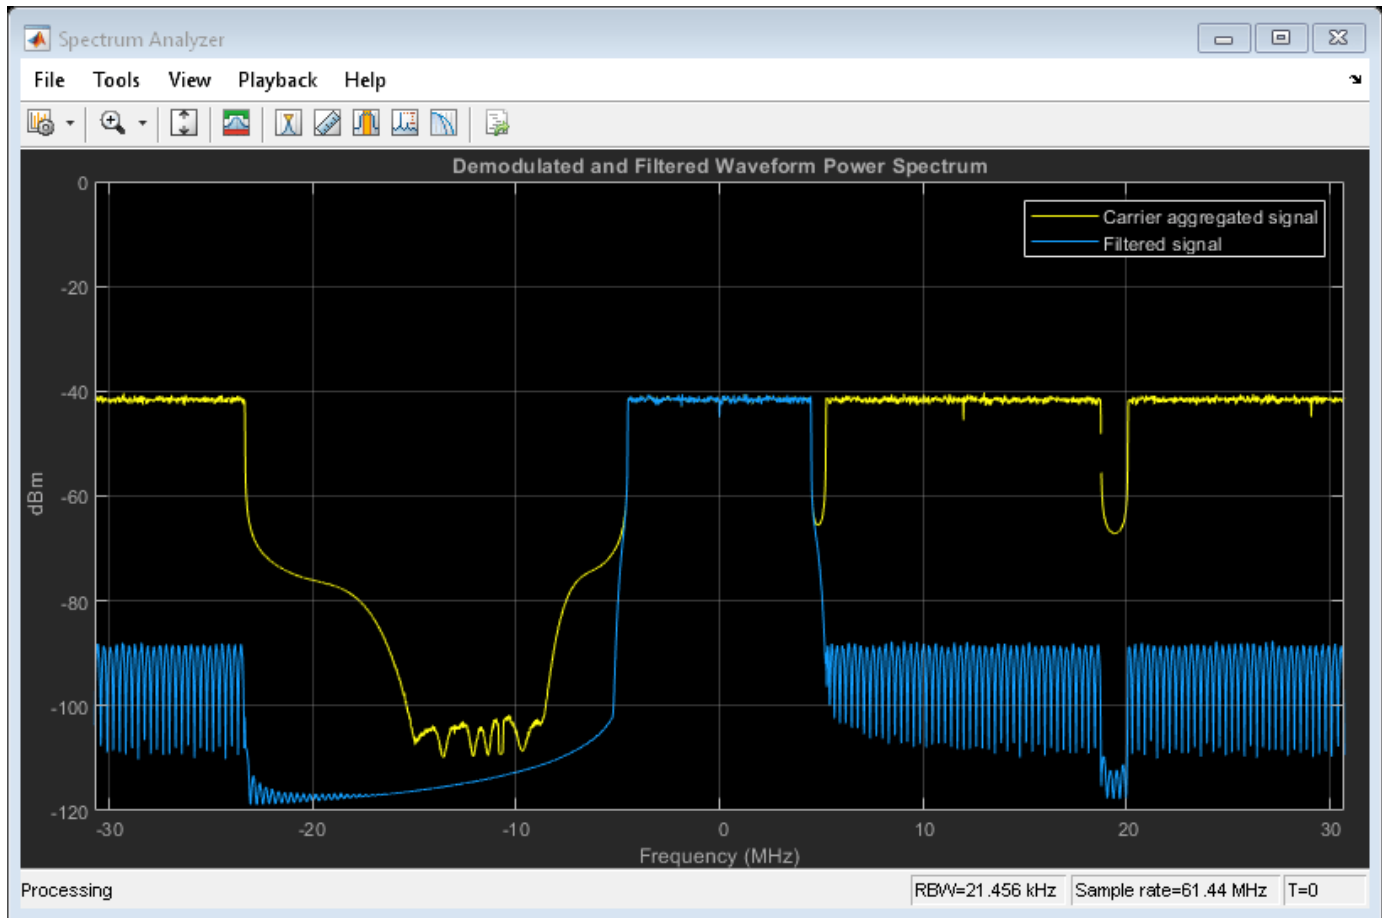 Spectrum Analyzer
File Tools View Playback Help
Demodulated and Filtered Waveform Power Spectrum
Carrier aggregated signal
Filtered signal
0
-20
-40
-60
-80
-100
-120
dBm
-30 -20 -10 0 10 20 30
Frequency (MHz)
Processing RBW=21.456 kHz Sample rate=61.44 MHz T=0